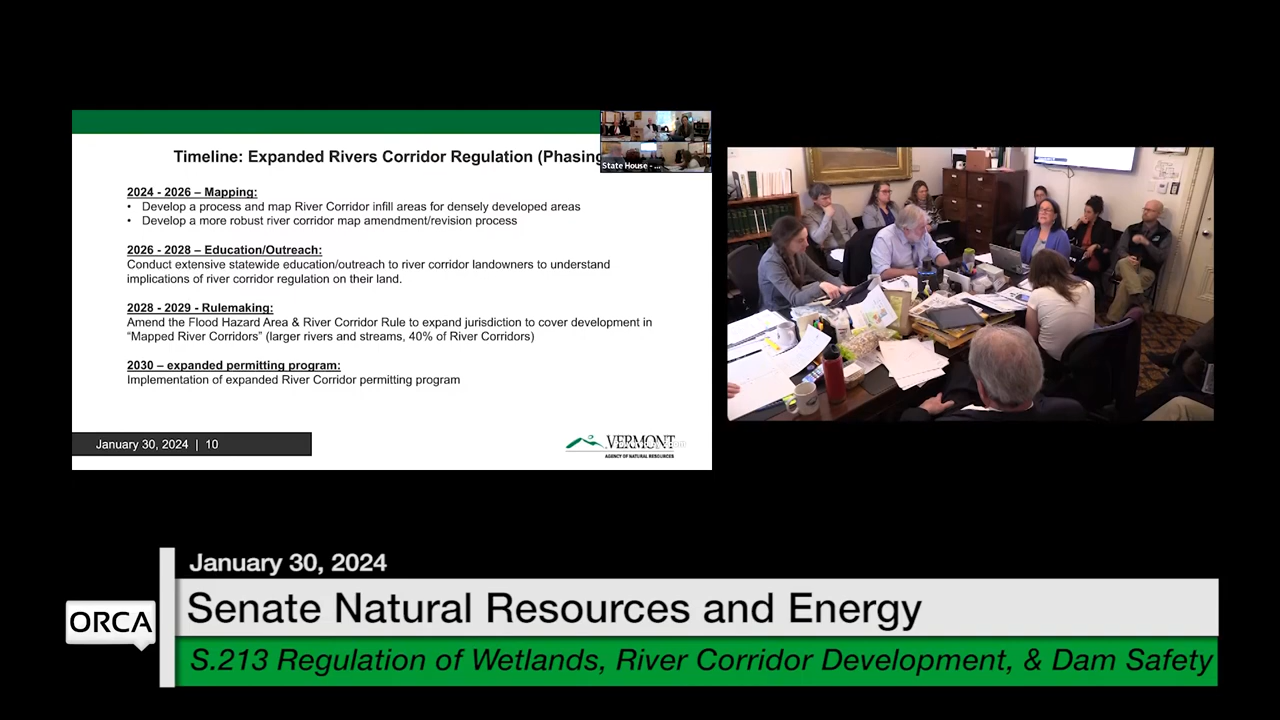 Timeline: Expanded Rivers Corridor Regulation (Phasing
State House - ...
2024 - 2026 – Mapping:
• Develop a process and map River Corridor infill areas for densely developed areas
• Develop a more robust river corridor map amendment/revision process
2026 - 2028 – Education/Outreach:
Conduct extensive statewide education/outreach to river corridor landowners to understand
implications of river corridor regulation on their land.
2028 - 2029 - Rulemaking:
Amend the Flood Hazard Area & River Corridor Rule to expand jurisdiction to cover development in
“Mapped River Corridors” (larger rivers and streams, 40% of River Corridors)
2030 – expanded permitting program:
Implementation of expanded River Corridor permitting program
January 30, 2024 | 10
VERMONT
AGENCY OF NATURAL RESOURCES
January 30, 2024
Senate Natural Resources and Energy
ORCA
S.213 Regulation of Wetlands, River Corridor Development, & Dam Safety